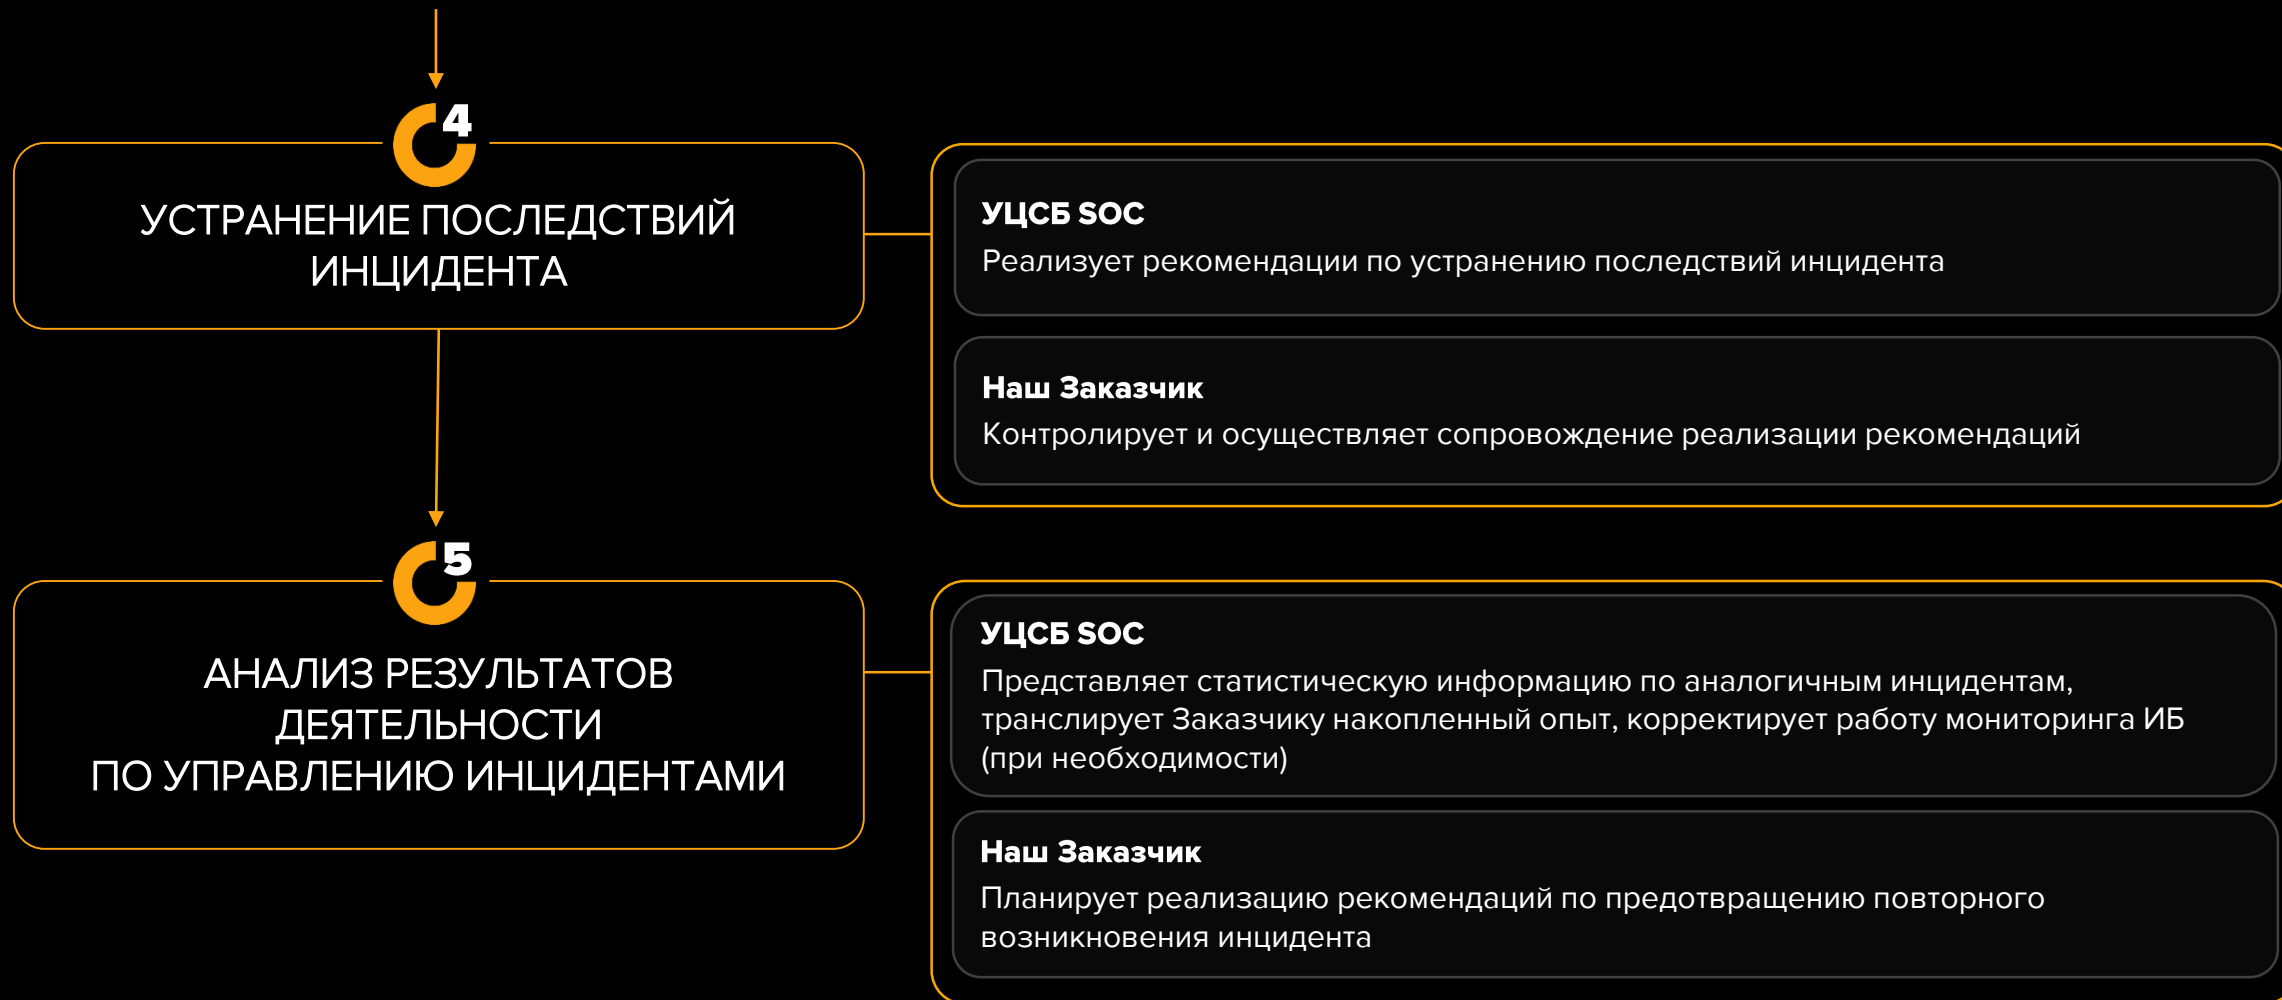 4
УСТРАНЕНИЕ ПОСЛЕДСТВИЙ
ИНЦИДЕНТА
УЦСБ SOC
Реализует рекомендации по устранению последствий инцидента
Наш Заказчик
Контролирует и осуществляет сопровождение реализации рекомендаций
5
АНАЛИЗ РЕЗУЛЬТАТОВ
ДЕЯТЕЛЬНОСТИ
ПО УПРАВЛЕНИЮ ИНЦИДЕНТАМИ
УЦСБ SOC
Представляет статистическую информацию по аналогичным инцидентам,
транслирует Заказчику накопленный опыт, корректирует работу мониторинга ИБ
(при необходимости)
Наш Заказчик
Планирует реализацию рекомендаций по предотвращению повторного
возникновения инцидента